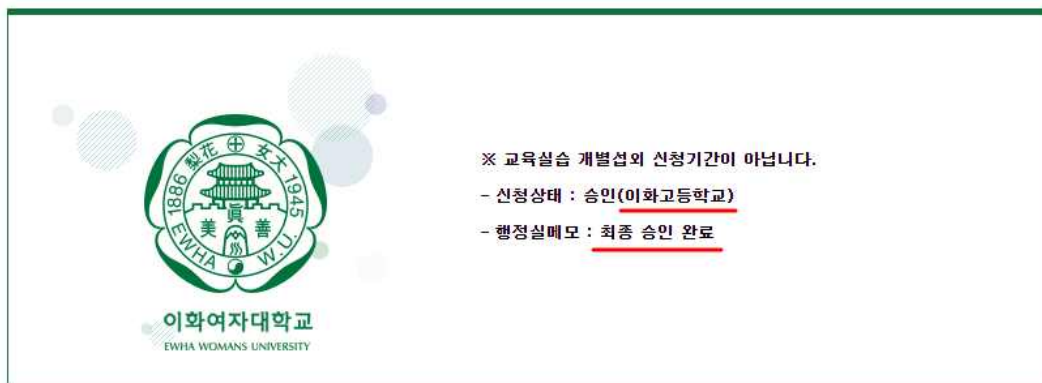 ※ 교육실습 개별섭외 신청기간이 아닙니다.
- 신청상태 : 승인(이화고등학교)
- 행정실메모 : 최종 승인 완료
梨花 女大
1886 1945
眞
美 善
EWHA W.U.
이화여자대학교
EWHA WOMANS UNIVERSITY